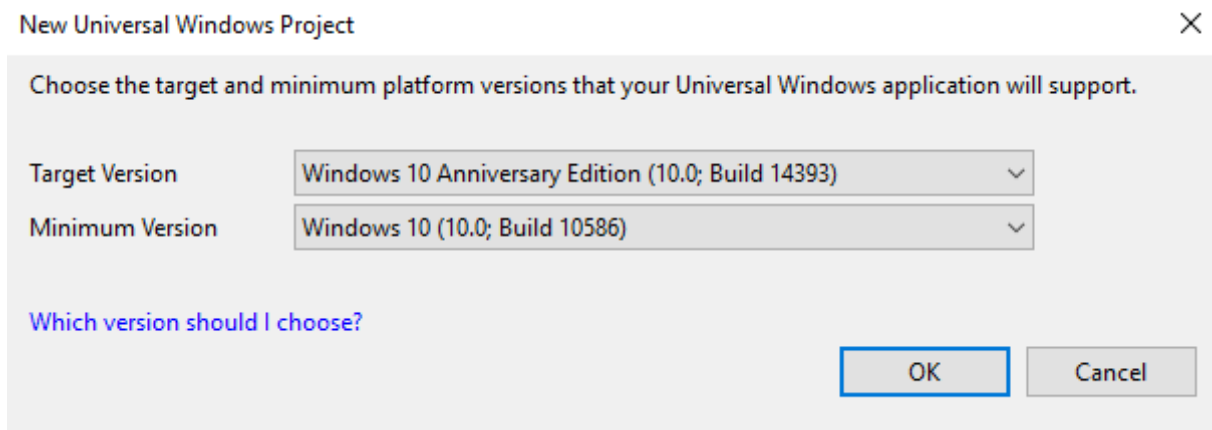 New Universal Windows Project
Choose the target and minimum platform versions that your Universal Windows application will support.
Target Version
Windows 10 Anniversary Edition (10.0; Build 14393)
Minimum Version
Windows 10 (10.0; Build 10586)
Which version should I choose?
OK
Cancel